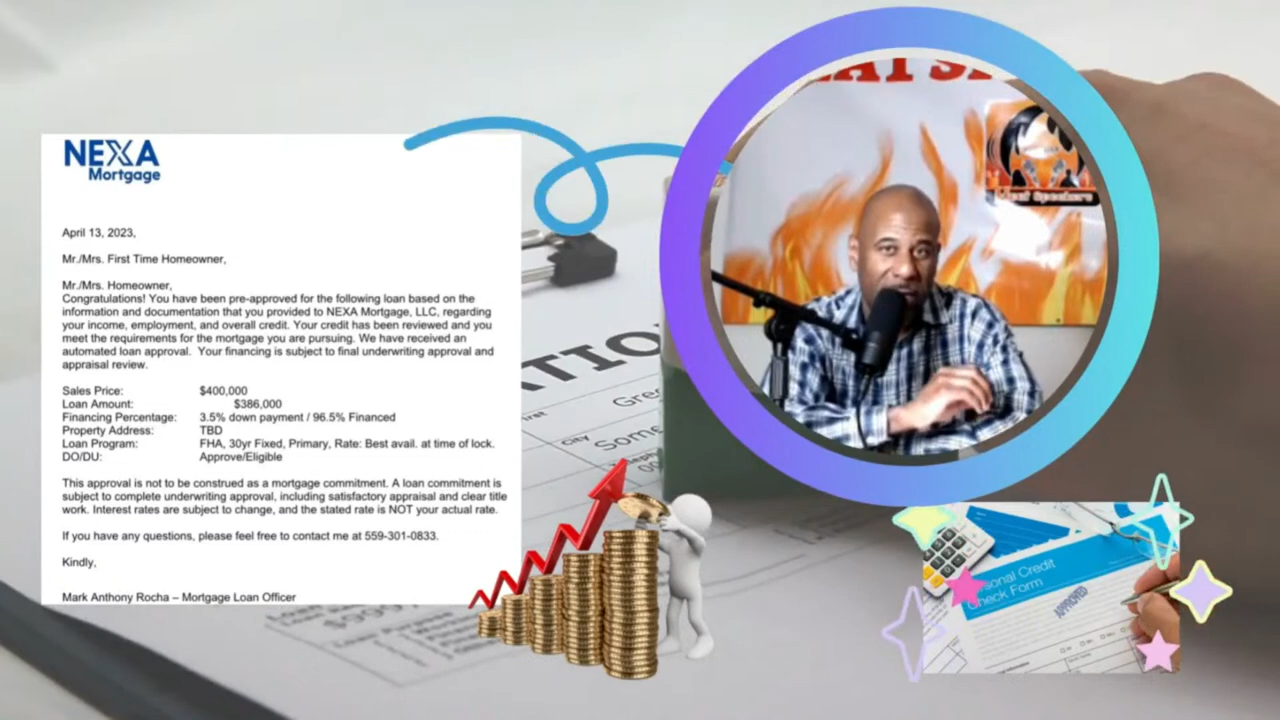 NEXA
Mortgage
April 13, 2023,
Mr./Mrs. First Time Homeowner,
Mr./Mrs. Homeowner,
Congratulations! You have been pre-approved for the following loan based on the
information and documentation that you provided to NEXA Mortgage, LLC, regarding
your income, employment, and overall credit. Your credit has been reviewed and you
meet the requirements for the mortgage you are pursuing. We have received an
automated loan approval.  Your financing is subject to final underwriting approval and
appraisal review.
Sales Price: $400,000
Loan Amount: $386,000
Financing Percentage: 3.5% down payment / 96.5% Financed
Property Address: TBD
Loan Program: FHA, 30yr Fixed, Primary, Rate: Best avail. at time of lock.
DO/DU: Approve/Eligible
This approval is not to be construed as a mortgage commitment. A loan commitment is
subject to complete underwriting approval, including satisfactory appraisal and clear title
work. Interest rates are subject to change, and the stated rate is NOT your actual rate.
If you have any questions, please feel free to contact me at 559-301-0833.
Kindly,
Mark Anthony Rocha – Mortgage Loan Officer
City
sonal Credit
Check Form
APPROVED